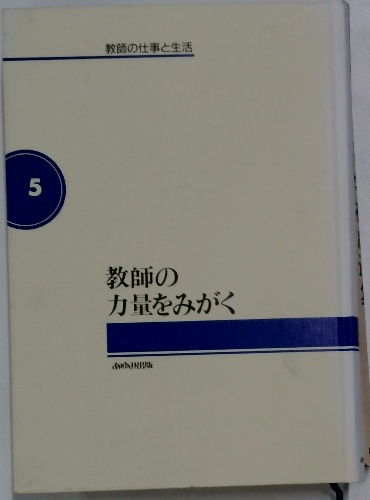 教師の仕事と生活
5
教師の
力量をみがく